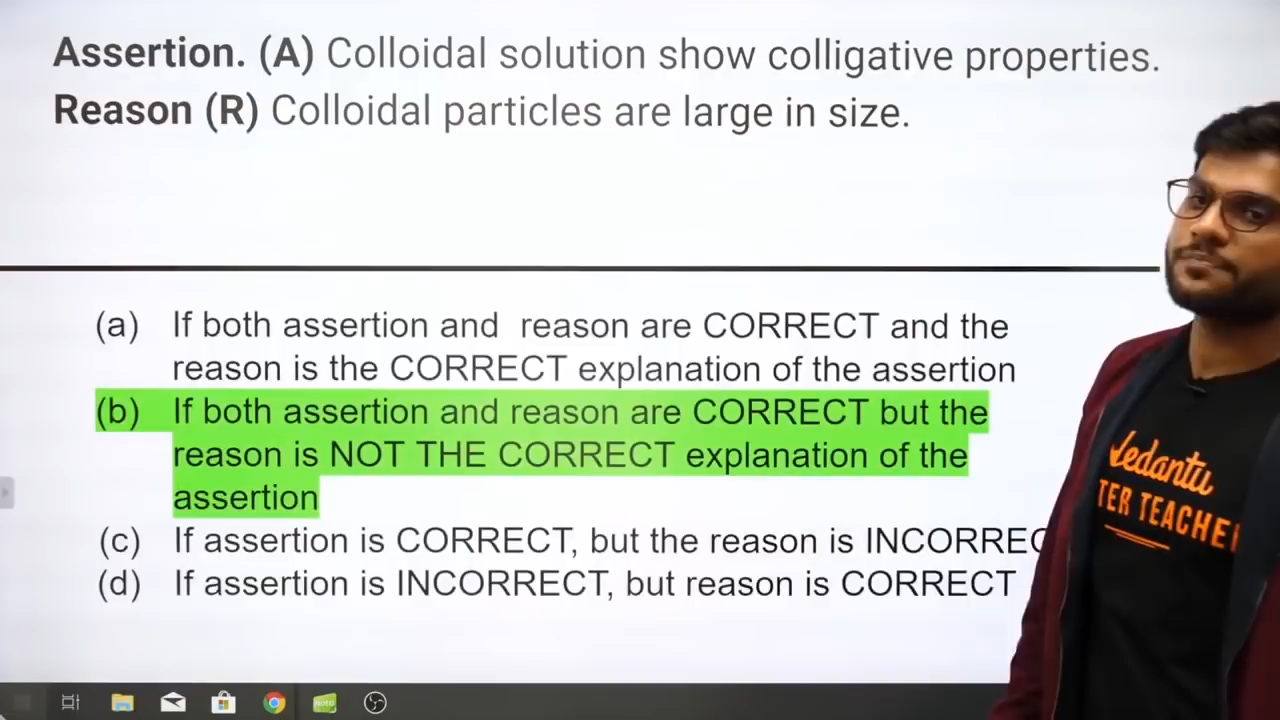 Assertion. (A) Colloidal solution show colligative properties.
Reason (R) Colloidal particles are large in size.
(a) If both assertion and reason are CORRECT and the
reason is the CORRECT explanation of the assertion
(b) If both assertion and reason are CORRECT but the
reason is NOT THE CORRECT explanation of the
assertion
(c) If assertion is CORRECT, but the reason is INCORREC
(d) If assertion is INCORRECT, but reason is CORRECT
Vedantu
TER TEACHE